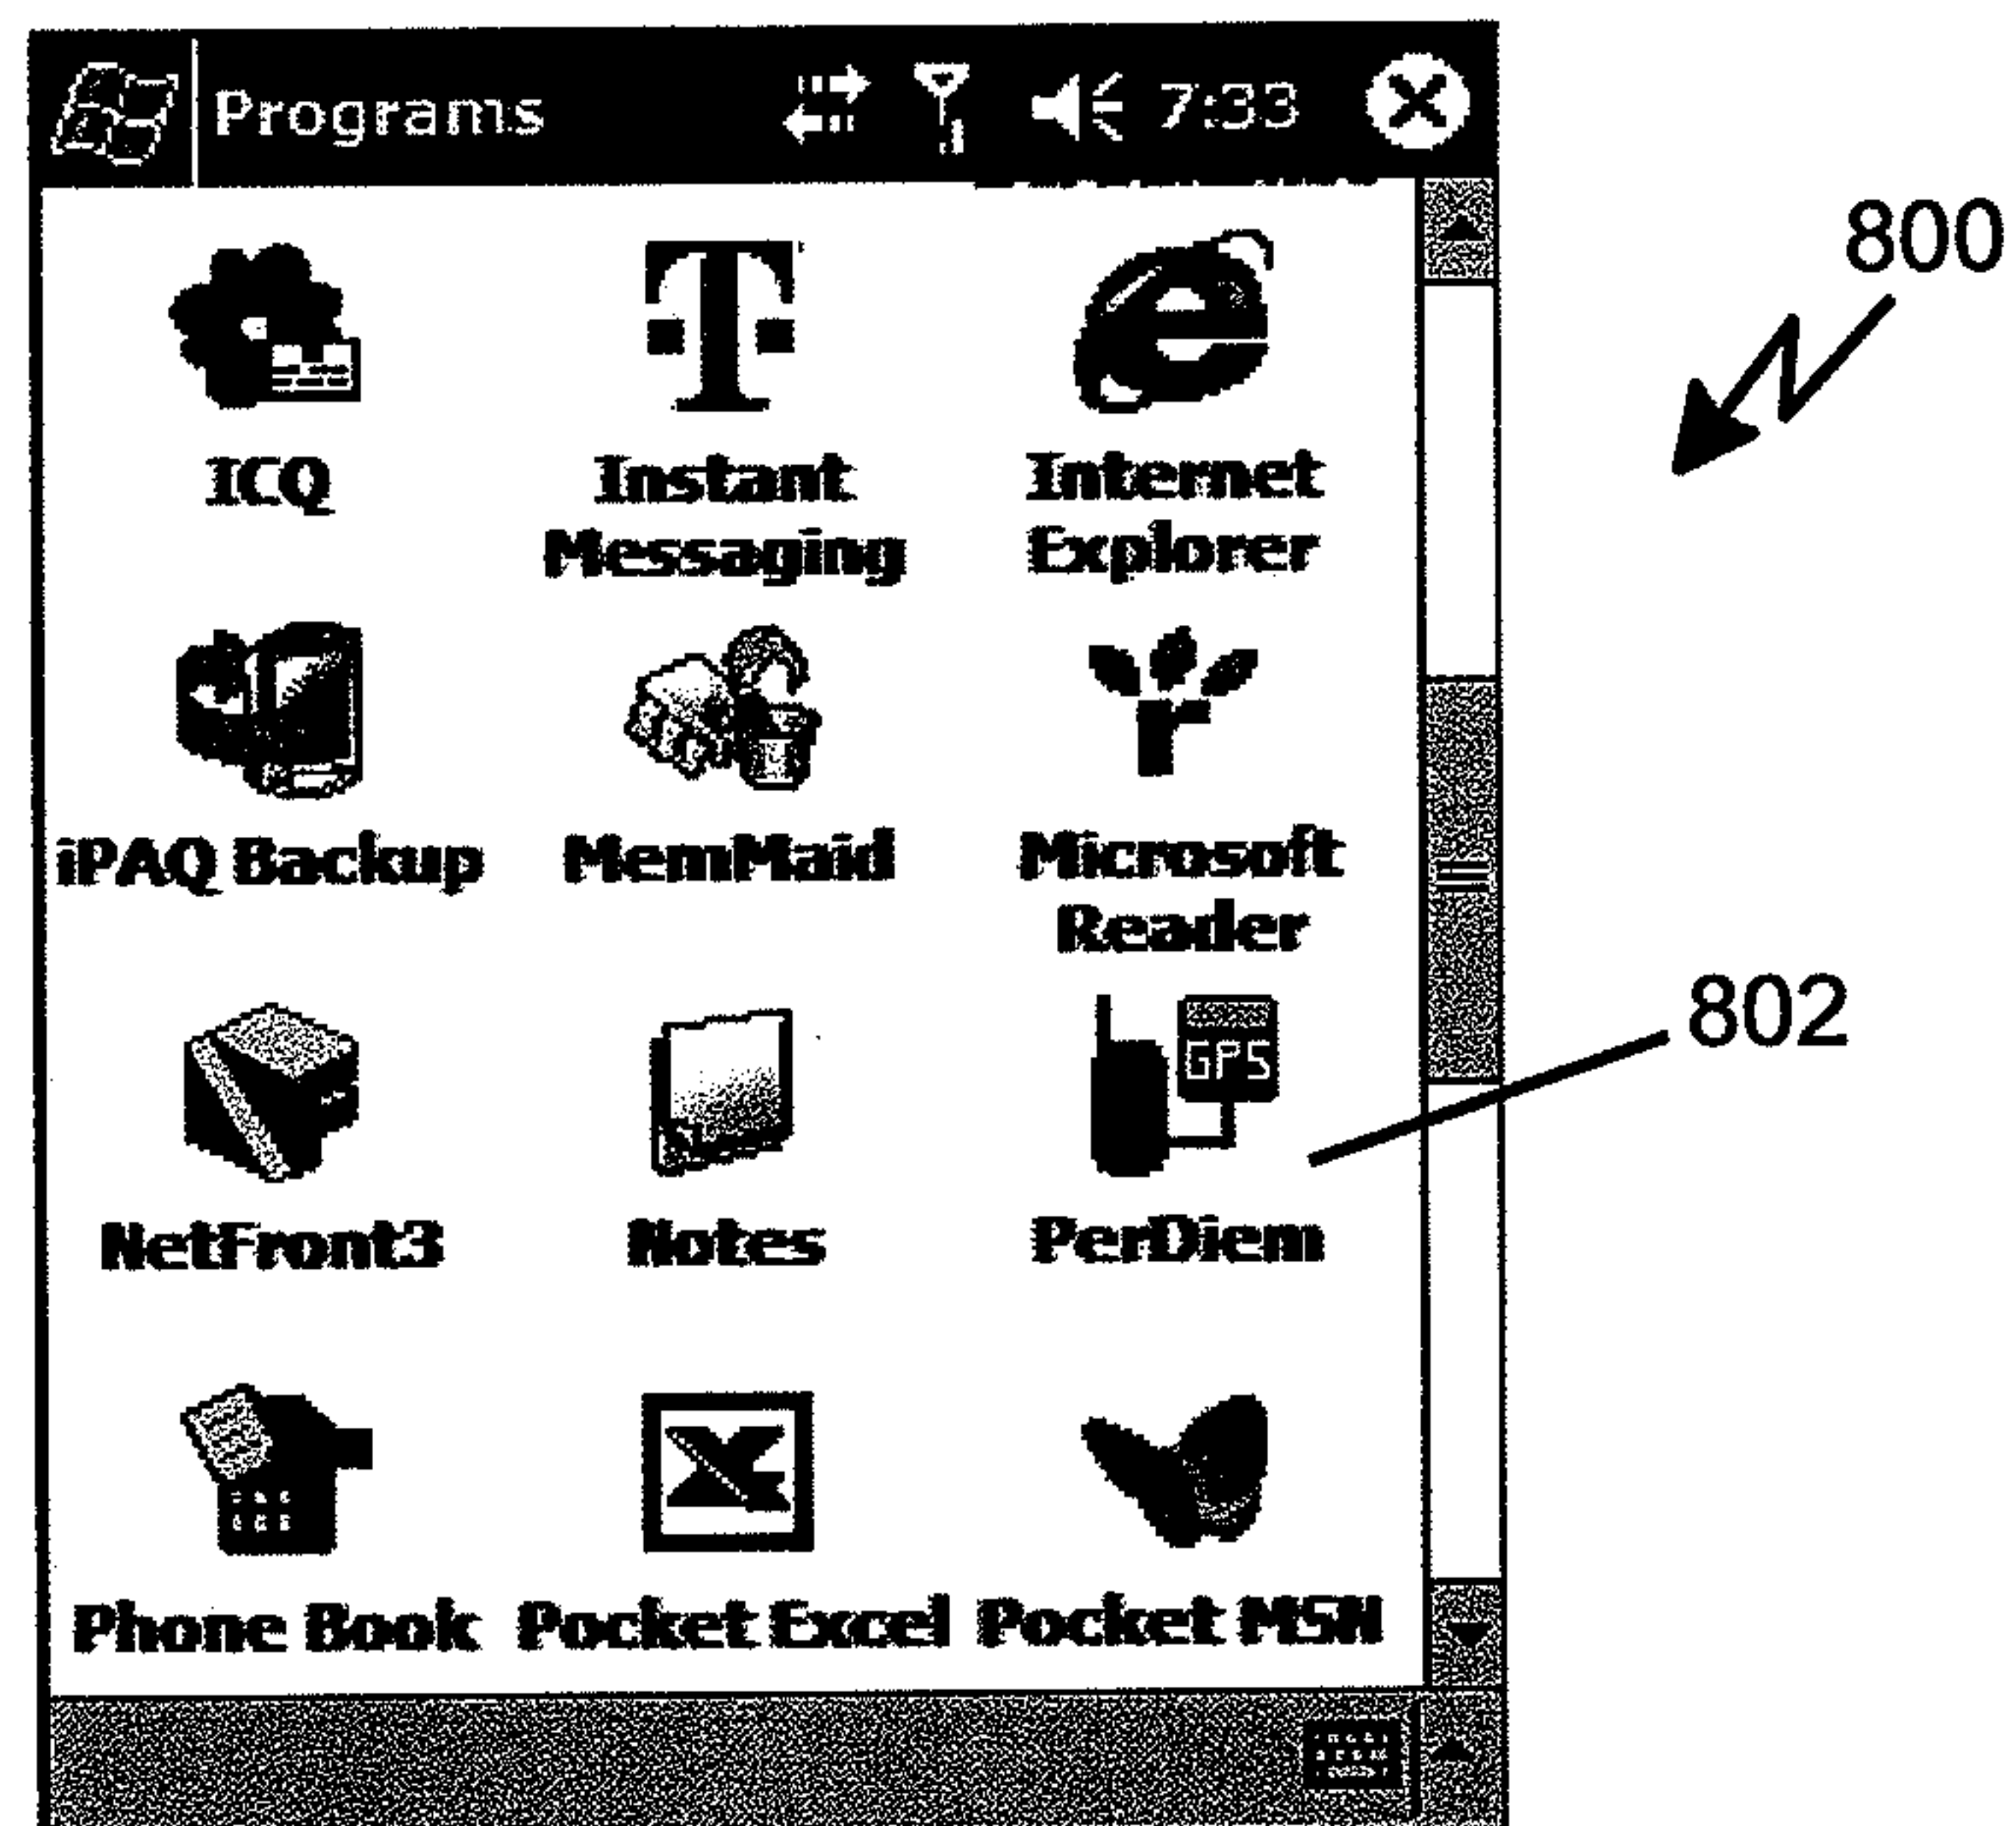 Programs 7:33
800
ICQ
Instant
Messaging
Internet
Explorer
iPAQ Backup
MemMaid
Microsoft
Reader
GPS
802
NetFront3
Notes
PerDiem
Phone Book
Pocket Excel
Pocket MSN